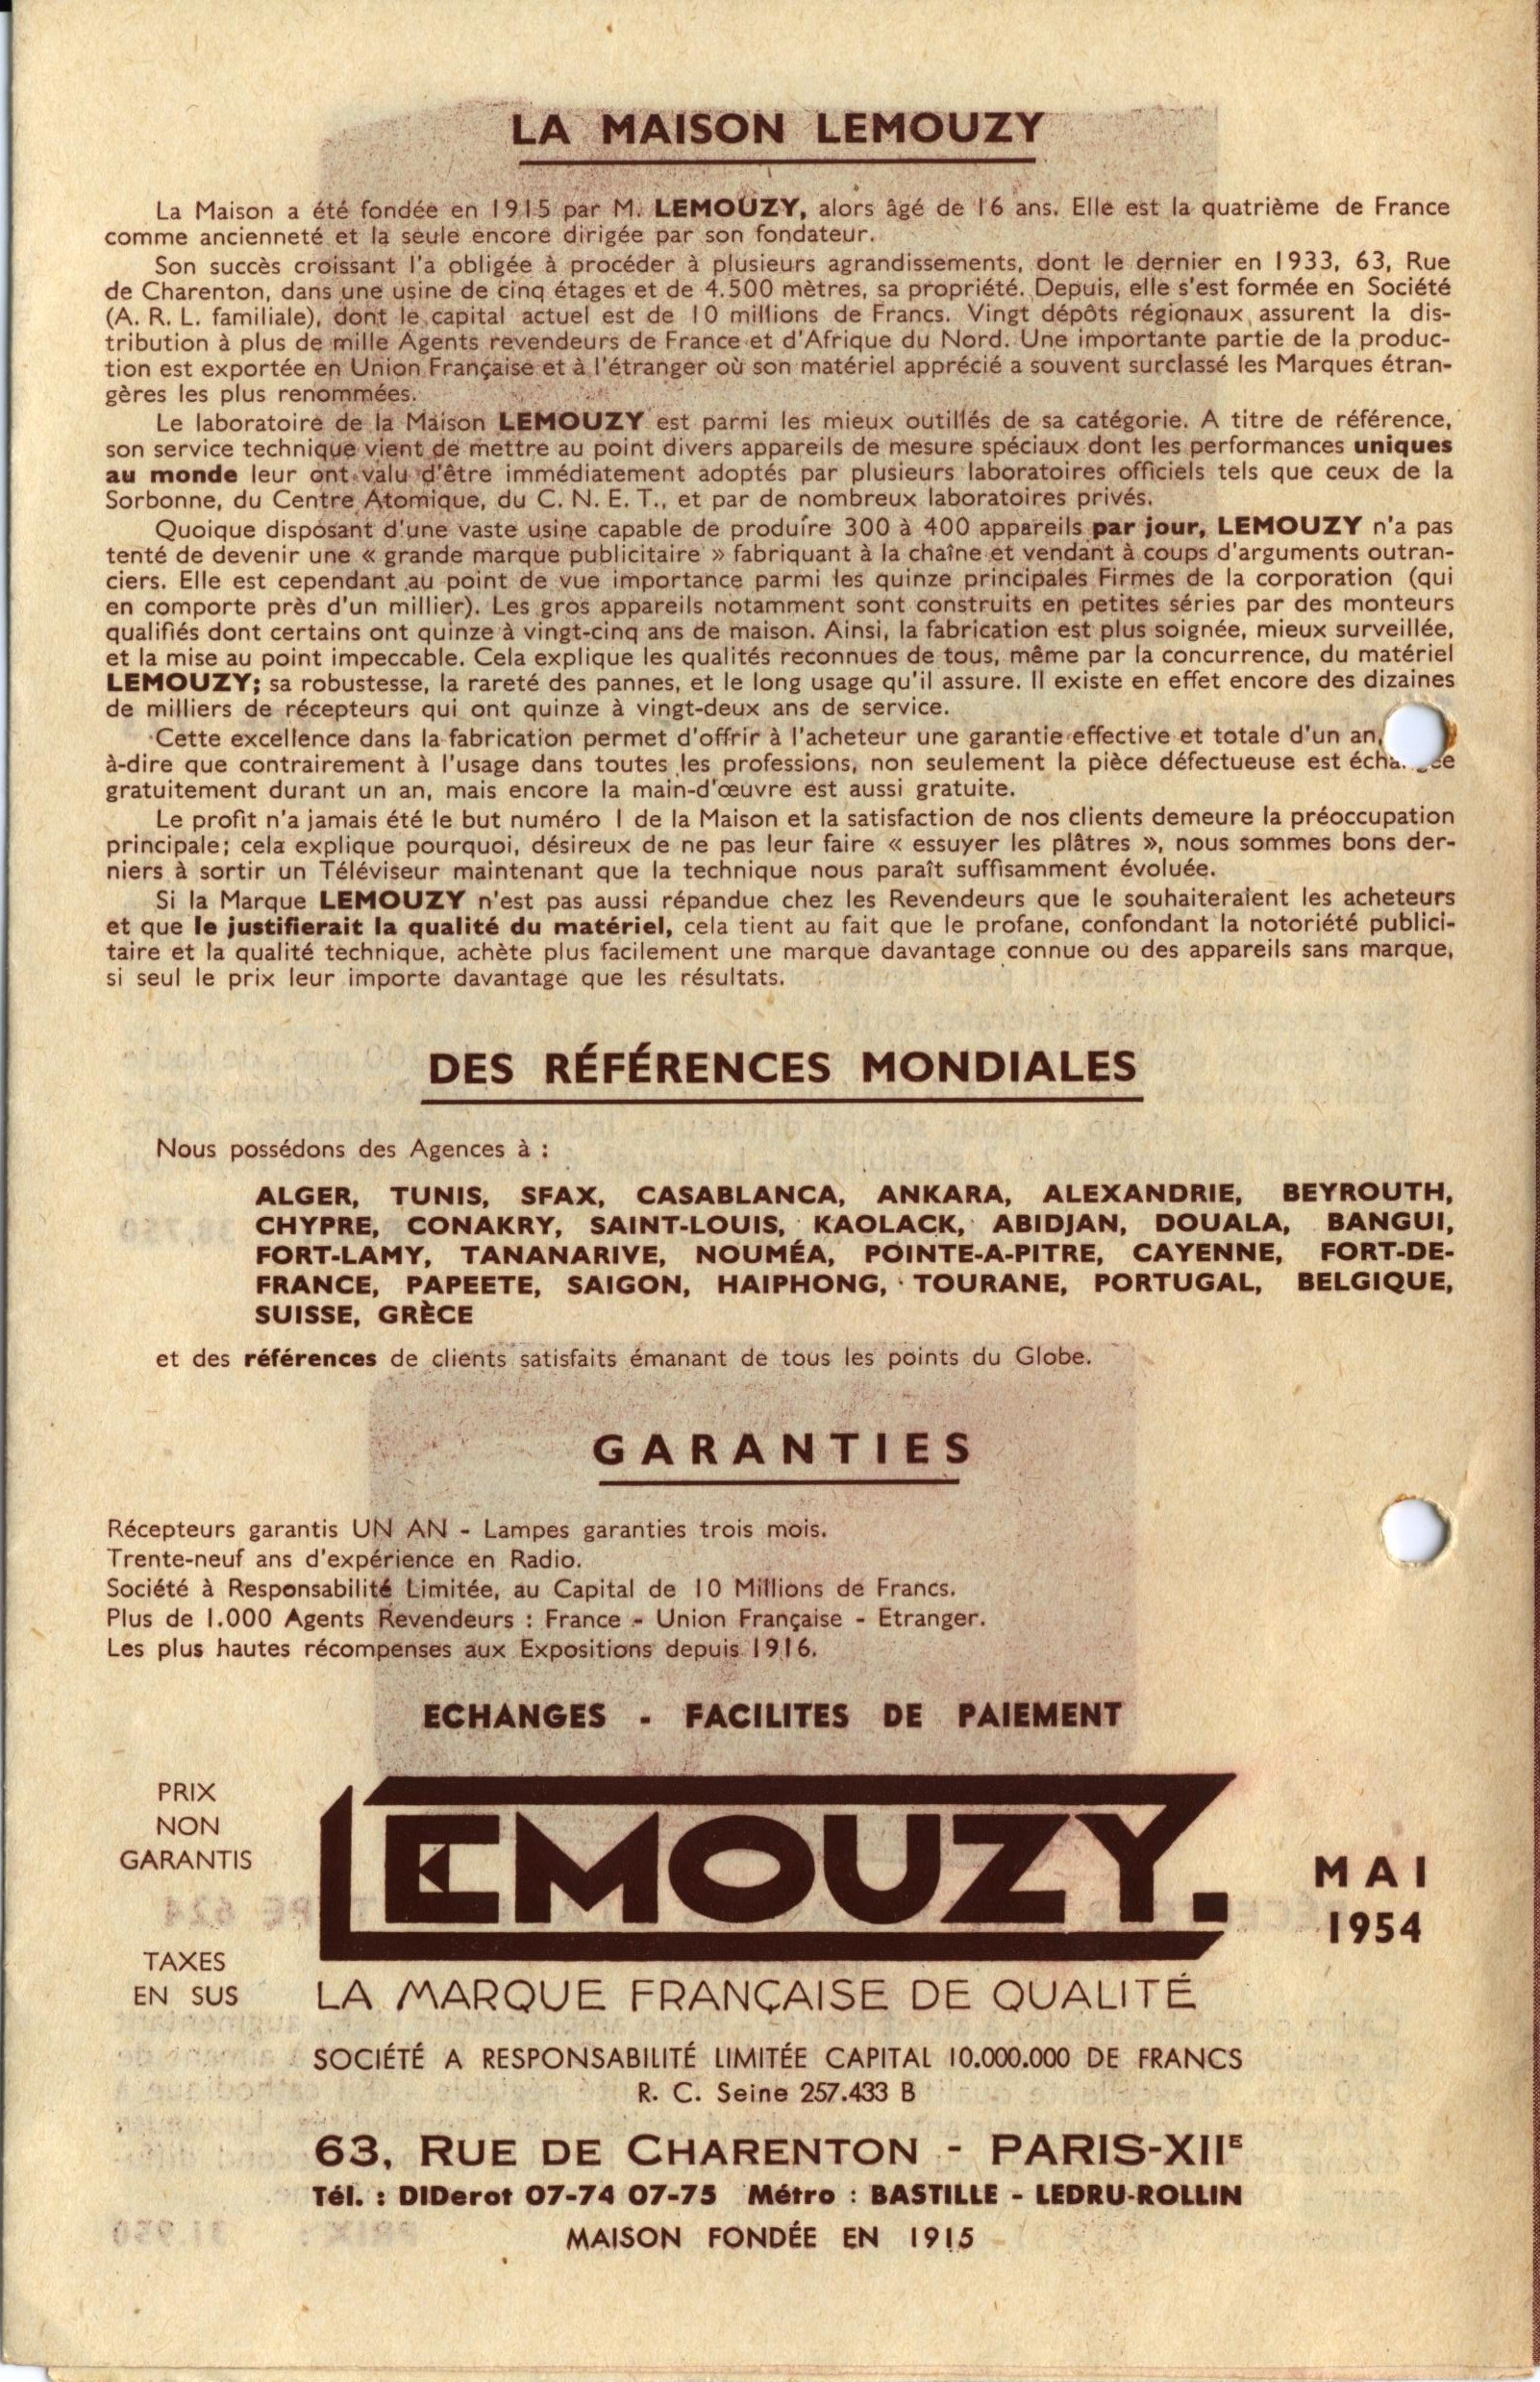 LA MAISON LEMOUZY
La Maison a été fondée en 1915 par M. LEMOUZY, alors âgé de 16 ans. Elle est la quatrième de France
comme ancienneté et la seule encore dirigée par son fondateur.
Son succès croissant l'a obligée à procéder à plusieurs agrandissements, dont le dernier en 1933, 63, Rue
de Charenton, dans une usine de cinq étages et de 4.500 mètres, sa propriété. Depuis, elle s'est formée en Société
(A. R. L. familiale), dont le capital actuel est de 10 millions de Francs. Vingt dépôts régionaux assurent la dis-
tribution à plus de mille Agents revendeurs de France et d'Afrique du Nord. Une importante partie de la produc-
tion est exportée en Union Française et à l'étranger où son matériel apprécié a souvent surclassé les Marques étran-
gères les plus renommées.
Le laboratoire de la Maison LEMOUZY est parmi les mieux outillés de sa catégorie. A titre de référence,
son service technique vient de mettre au point divers appareils de mesure spéciaux dont les performances uniques
au monde leur ont valu d'être immédiatement adoptés par plusieurs laboratoires officiels tels que ceux de la
Sorbonne, du Centre Atomique, du C. N. E. T., et par de nombreux laboratoires privés.
Quoique disposant d'une vaste usine capable de produire 300 à 400 appareils par jour, LEMOUZY n'a pas
tenté de devenir une « grande marque publicitaire » fabriquant à la chaîne et vendant à coups d'arguments outran-
ciers. Elle est cependant au point de vue importance parmi les quinze principales Firmes de la corporation (qui
en comporte près d'un millier). Les gros appareils notamment sont construits en petites séries par des monteurs
qualifiés dont certains ont quinze à vingt-cinq ans de maison. Ainsi, la fabrication est plus soignée, mieux surveillée,
et la mise au point impeccable. Cela explique les qualités reconnues de tous, même par la concurrence, du matériel
LEMOUZY; sa robustesse, la rareté des pannes, et le long usage qu'il assure. Il existe en effet encore des dizaines
de milliers de récepteurs qui ont quinze à vingt-deux ans de service.
Cette excellence dans la fabrication permet d'offrir à l'acheteur une garantie effective et totale d'un an,
à-dire que contrairement à l'usage dans toutes les professions, non seulement la pièce défectueuse est
gratuitement durant un an, mais encore la main-d'œuvre est aussi gratuite.
Le profit n'a jamais été le but numéro 1 de la Maison et la satisfaction de nos clients demeure la préoccupation
principale; cela explique pourquoi, désireux de ne pas leur faire « essuyer les plâtres », nous sommes bons der-
niers à sortir un Téléviseur maintenant que la technique nous paraît suffisamment évoluée.
Si la Marque LEMOUZY n'est pas aussi répandue chez les Revendeurs que le souhaiteraient les acheteurs
et que le justifierait la qualité du matériel, cela tient au fait que le profane, confondant la notoriété publici-
taire et la qualité technique, achète plus facilement une marque davantage connue ou des appareils sans marque,
si seul le prix leur importe davantage que les résultats.
DES RÉFÉRENCES MONDIALES
Nous possédons des Agences à :
ALGER, TUNIS, SFAX, CASABLANCA, ANKARA, ALEXANDRIE, BEYROUTH,
CHYPRE, CONAKRY, SAINT-LOUIS, KAOLACK, ABIDJAN, DOUALA, BANGUI,
FORT-LAMY, TANANARIVE, NOUMÉA, POINTE-A-PITRE, CAYENNE, FORT-DE-
FRANCE, PAPEETE, SAIGON, HAIPHONG, TOURANE, PORTUGAL, BELGIQUE,
SUISSE, GRÈCE
et des références de clients satisfaits émanant de tous les points du Globe.
GARANTIES
Récepteurs garantis UN AN - Lampes garanties trois mois.
Trente-neuf ans d'expérience en Radio.
Société à Responsabilité Limitée, au Capital de 10 Millions de Francs.
Plus de 1.000 Agents Revendeurs : France - Union Française - Etranger.
Les plus hautes récompenses aux Expositions depuis 1916.
ECHANGES - FACILITES DE PAIEMENT
PRIX
NON
GARANTIS
TAXES
EN SUS
LEMOUZY.
MAI
1954
LA MARQUE FRANÇAISE DE QUALITÉ
SOCIÉTÉ A RESPONSABILITÉ LIMITÉE CAPITAL 10.000.000 DE FRANCS
R. C. Seine 257.433 B
63, RUE DE CHARENTON - PARIS-XIIE
Tél. : DIDerot 07-74 07-75 Métro : BASTILLE - LEDRU-ROLLIN
MAISON FONDÉE EN 1915